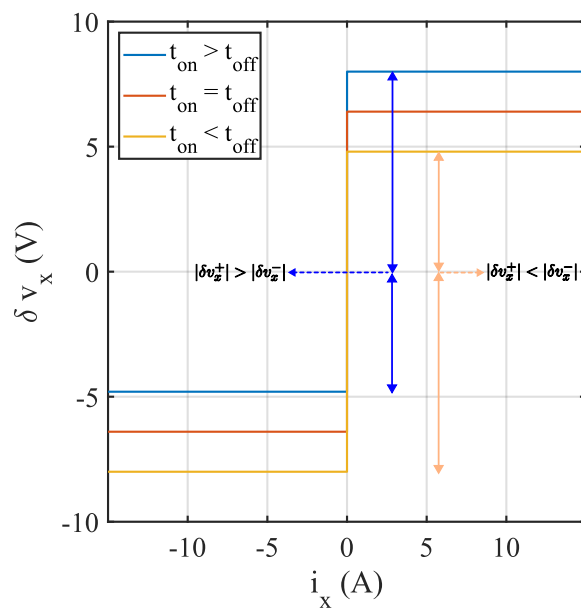 10
t_on > t_off
t_on = t_off
t_on < t_off
5
0
-5
-10
δ v_x (V)
|δv_x^+| > |δv_x^-|
|δv_x^+| < |δv_x^-|
-10 -5 0 5 10
i_x (A)